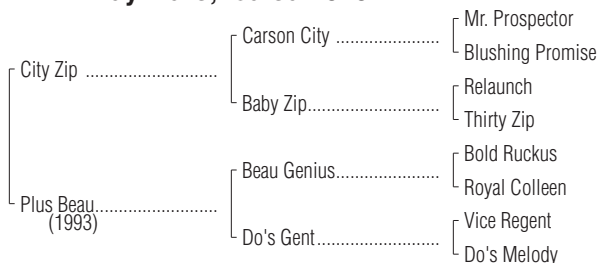 Mr. Prospector
Carson City ........................
Blushing Promise
City Zip ..............................
Relaunch
Baby Zip..............................
Thirty Zip
Bold Ruckus
Beau Genius........................
Royal Colleen
Plus Beau............................
(1993)
Vice Regent
Do's Gent............................
Do's Melody